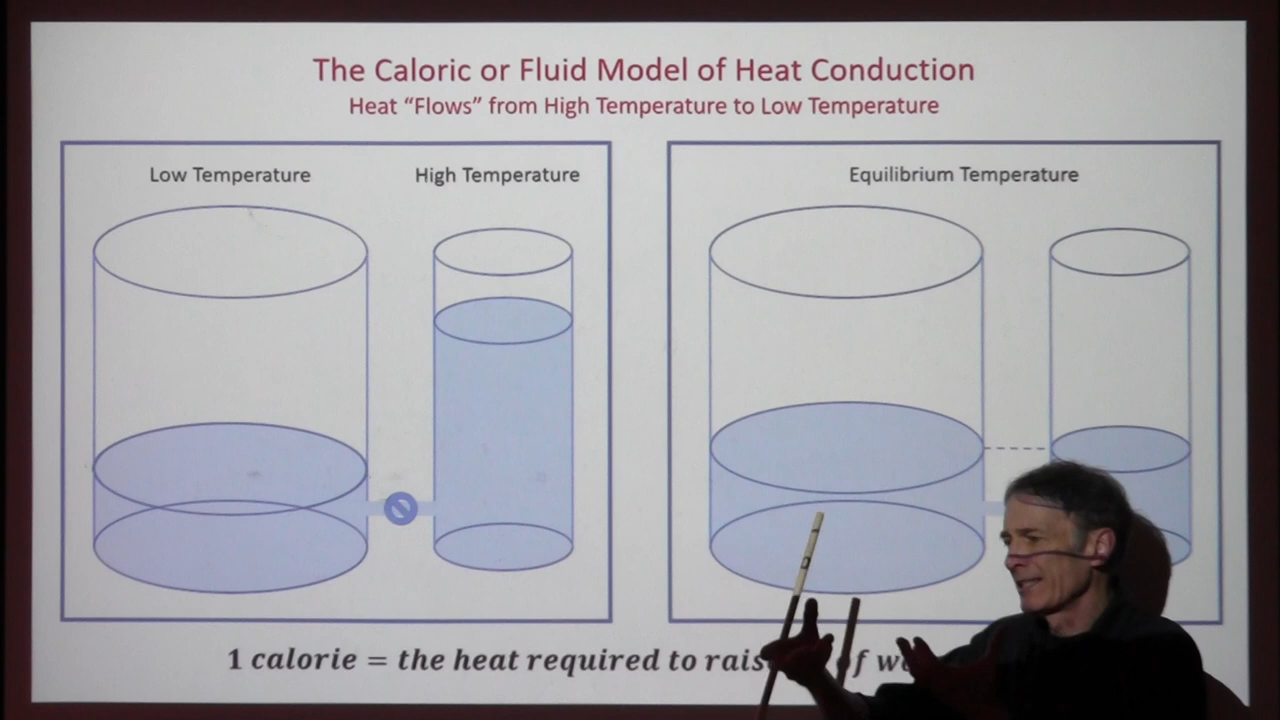 The Caloric or Fluid Model of Heat Conduction
Heat “Flows” from High Temperature to Low Temperature
Low Temperature
High Temperature
Equilibrium Temperature
1 calorie = the heat required to of